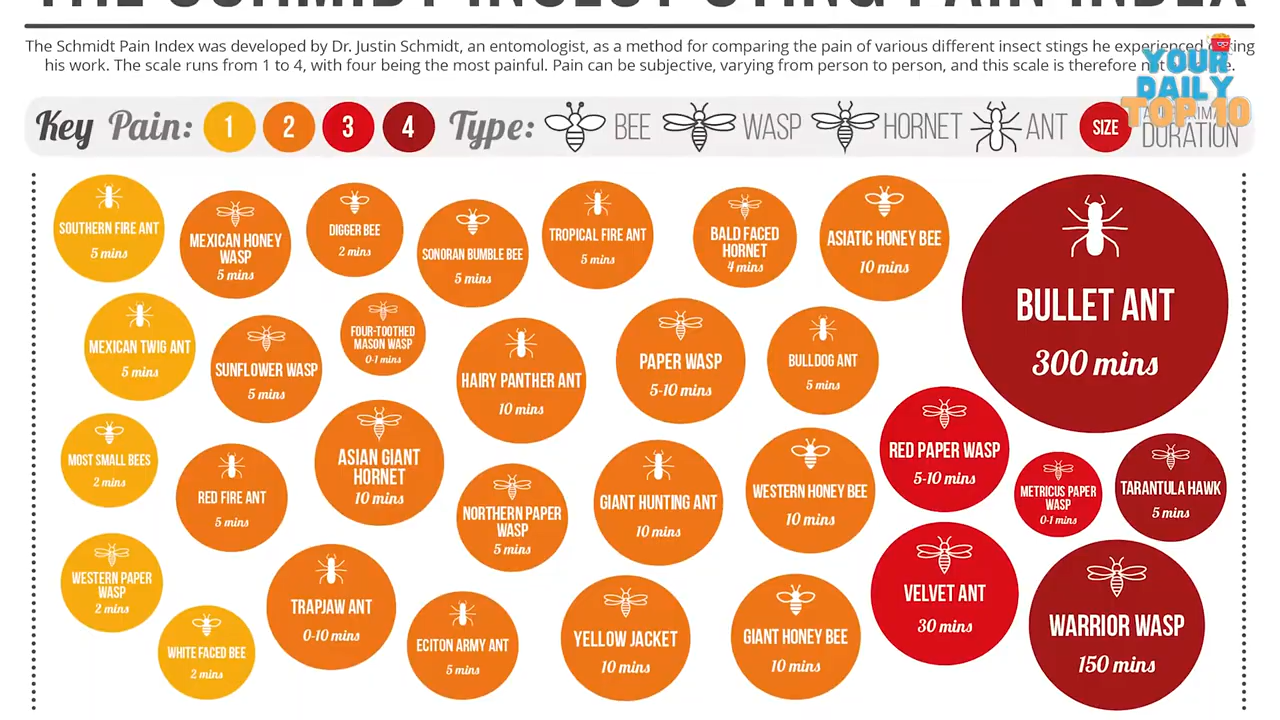 THE SCHMIDT INSECT STING PAIN INDEX
The Schmidt Pain Index was developed by Dr. Justin Schmidt, an entomologist, as a method for comparing the pain of various different insect stings he experienced
his work. The scale runs from 1 to 4, with four being the most painful. Pain can be subjective, varying from person to person, and this scale is therefore
YOUR
DAILY
TOP 10
Key Pain: 1 2 3 4 Type: BEE WASP HORNET ANT SIZE
DURATION
SOUTHERN FIRE ANT
5 mins
MEXICAN HONEY
WASP
5 mins
DIGGER BEE
2 mins
SONORAN BUMBLE BEE
5 mins
TROPICAL FIRE ANT
5 mins
BALD FACED
HORNET
4 mins
ASIATIC HONEY BEE
10 mins
BULLET ANT
300 mins
MEXICAN TWIG ANT
5 mins
SUNFLOWER WASP
5 mins
FOUR-TOOTHED
MASON WASP
0-1 mins
HAIRY PANTHER ANT
10 mins
PAPER WASP
5-10 mins
BULLDOG ANT
5 mins
MOST SMALL BEES
2 mins
RED FIRE ANT
5 mins
ASIAN GIANT
HORNET
10 mins
NORTHERN PAPER
WASP
5 mins
GIANT HUNTING ANT
10 mins
WESTERN HONEY BEE
10 mins
RED PAPER WASP
5-10 mins
METRICUS PAPER
WASP
0-1 mins
TARANTULA HAWK
5 mins
WESTERN PAPER
WASP
2 mins
WHITE FACED BEE
2 mins
TRAPJAW ANT
0-10 mins
ECITON ARMY ANT
5 mins
YELLOW JACKET
10 mins
GIANT HONEY BEE
10 mins
VELVET ANT
30 mins
WARRIOR WASP
150 mins